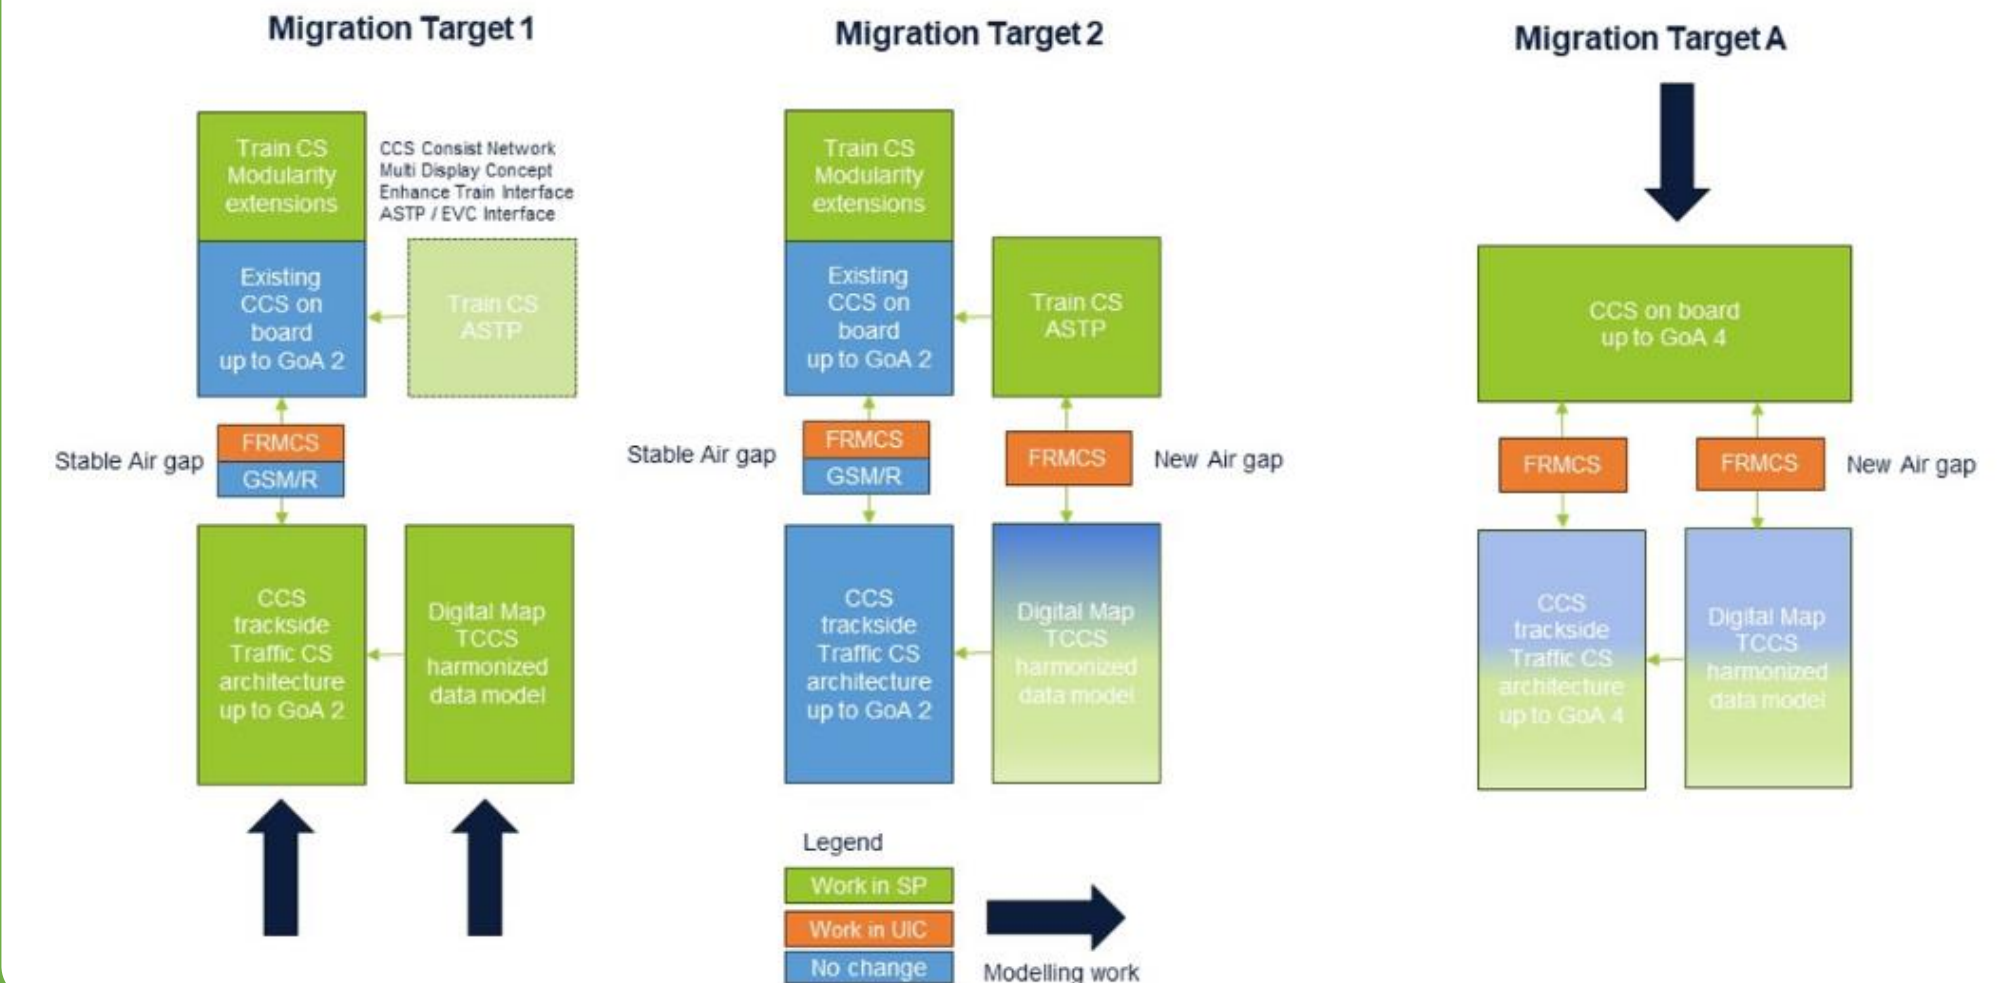 Migration Target 1
Train CS
Modularity
extensions
CCS Consist Network
Multi Display Concept
Enhance Train Interface
ASTP / EVC Interface
Existing
CCS on
board
up to GoA 2
Train CS
ASTP
Stable Air gap
FRMCS
GSM/R
CCS
trackside
Traffic CS
architecture
up to GoA 2
Digital Map
TCCS
harmonized
data model
Migration Target 2
Train CS
Modularity
extensions
Existing
CCS on
board
up to GoA 2
Train CS
ASTP
Stable Air gap
FRMCS
GSM/R
FRMCS
New Air gap
CCS
trackside
Traffic CS
architecture
up to GoA 2
Digital Map
TCCS
harmonized
data model
Legend
Work in SP
Work in UIC
No change
Modelling work
Migration Target A
CCS on board
up to GoA 4
FRMCS
FRMCS
New Air gap
CCS
trackside
Traffic CS
architecture
up to GoA 4
Digital Map
TCCS
harmonized
data model